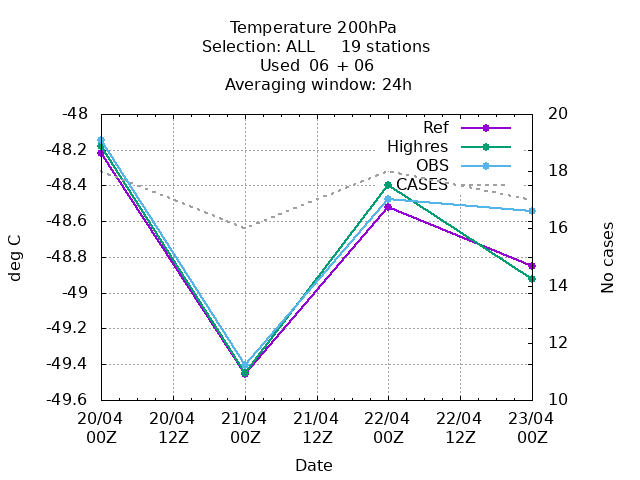 Temperature 200hPa
Selection: ALL 19 stations
Used 06 + 06
Averaging window: 24h
-48
-48.2
-48.4
-48.6
-48.8
-49
-49.2
-49.4
-49.6
deg C
20
18
16
14
12
10
No cases
Ref
Highres
OBS
CASES
20/04 20/04 21/04 21/04 22/04 22/04 23/04
00Z 12Z 00Z 12Z 00Z 12Z 00Z
Date